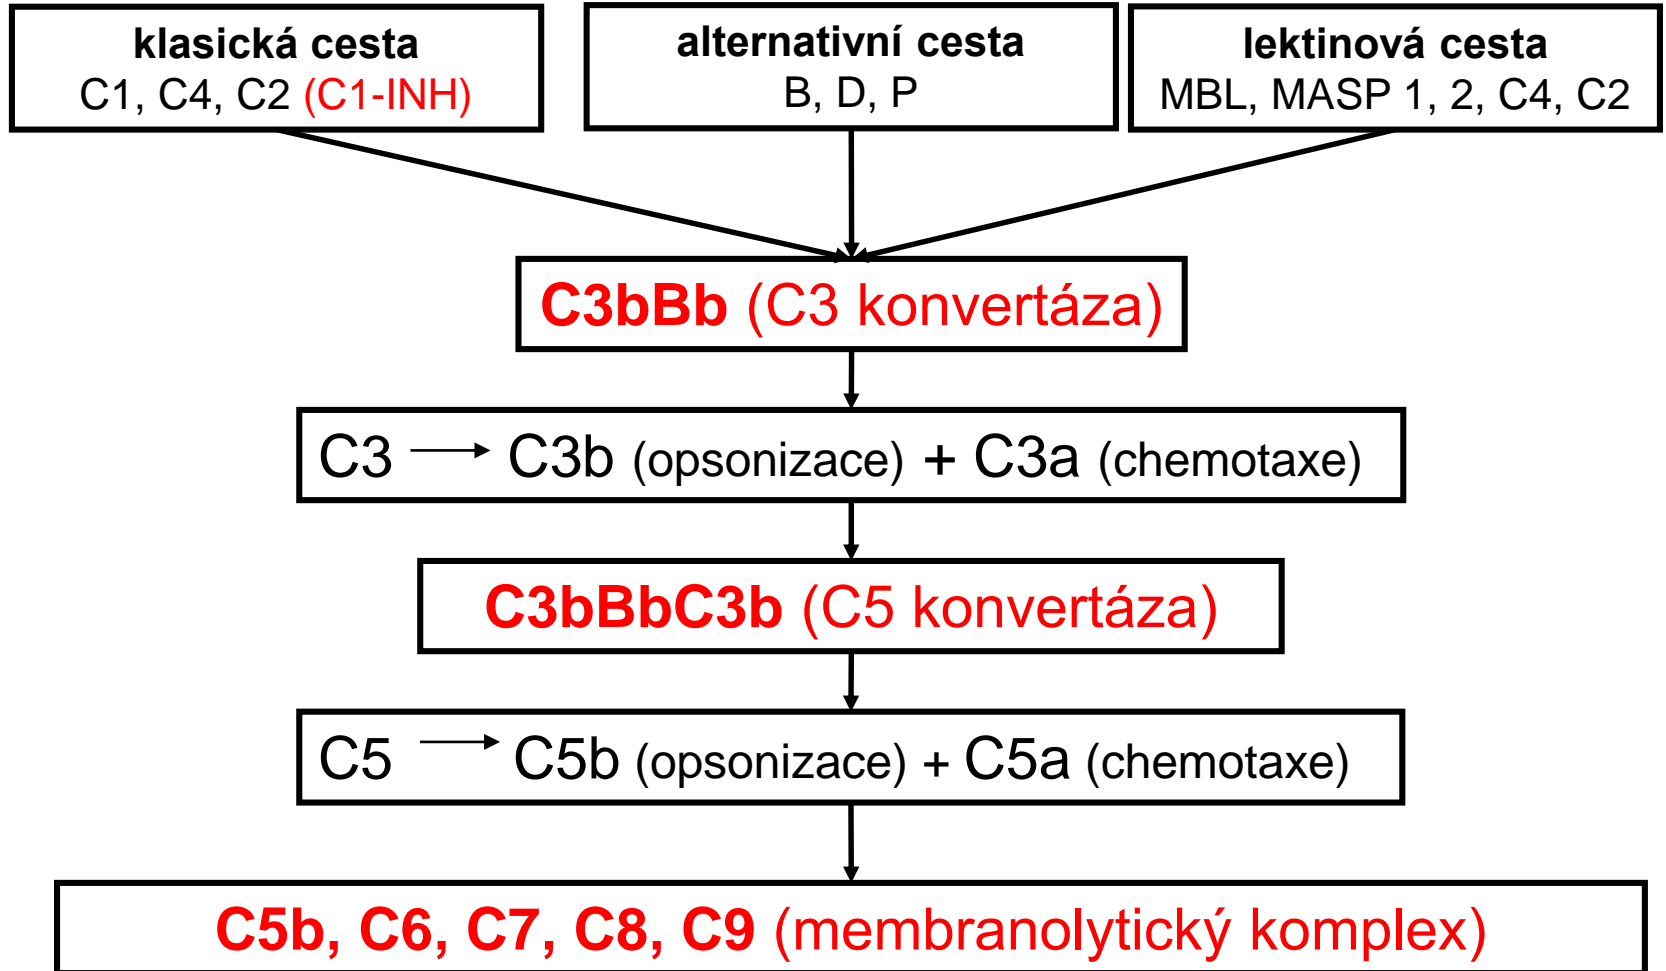 klasická cesta
C1, C4, C2 (C1-INH)
alternativní cesta
B, D, P
lektinová cesta
MBL, MASP 1, 2, C4, C2
C3bBb (C3 konvertáza)
C3 → C3b (opsonizace) + C3a (chemotaxe)
C3bBbC3b (C5 konvertáza)
C5 → C5b (opsonizace) + C5a (chemotaxe)
C5b, C6, C7, C8, C9 (membranolytický komplex)